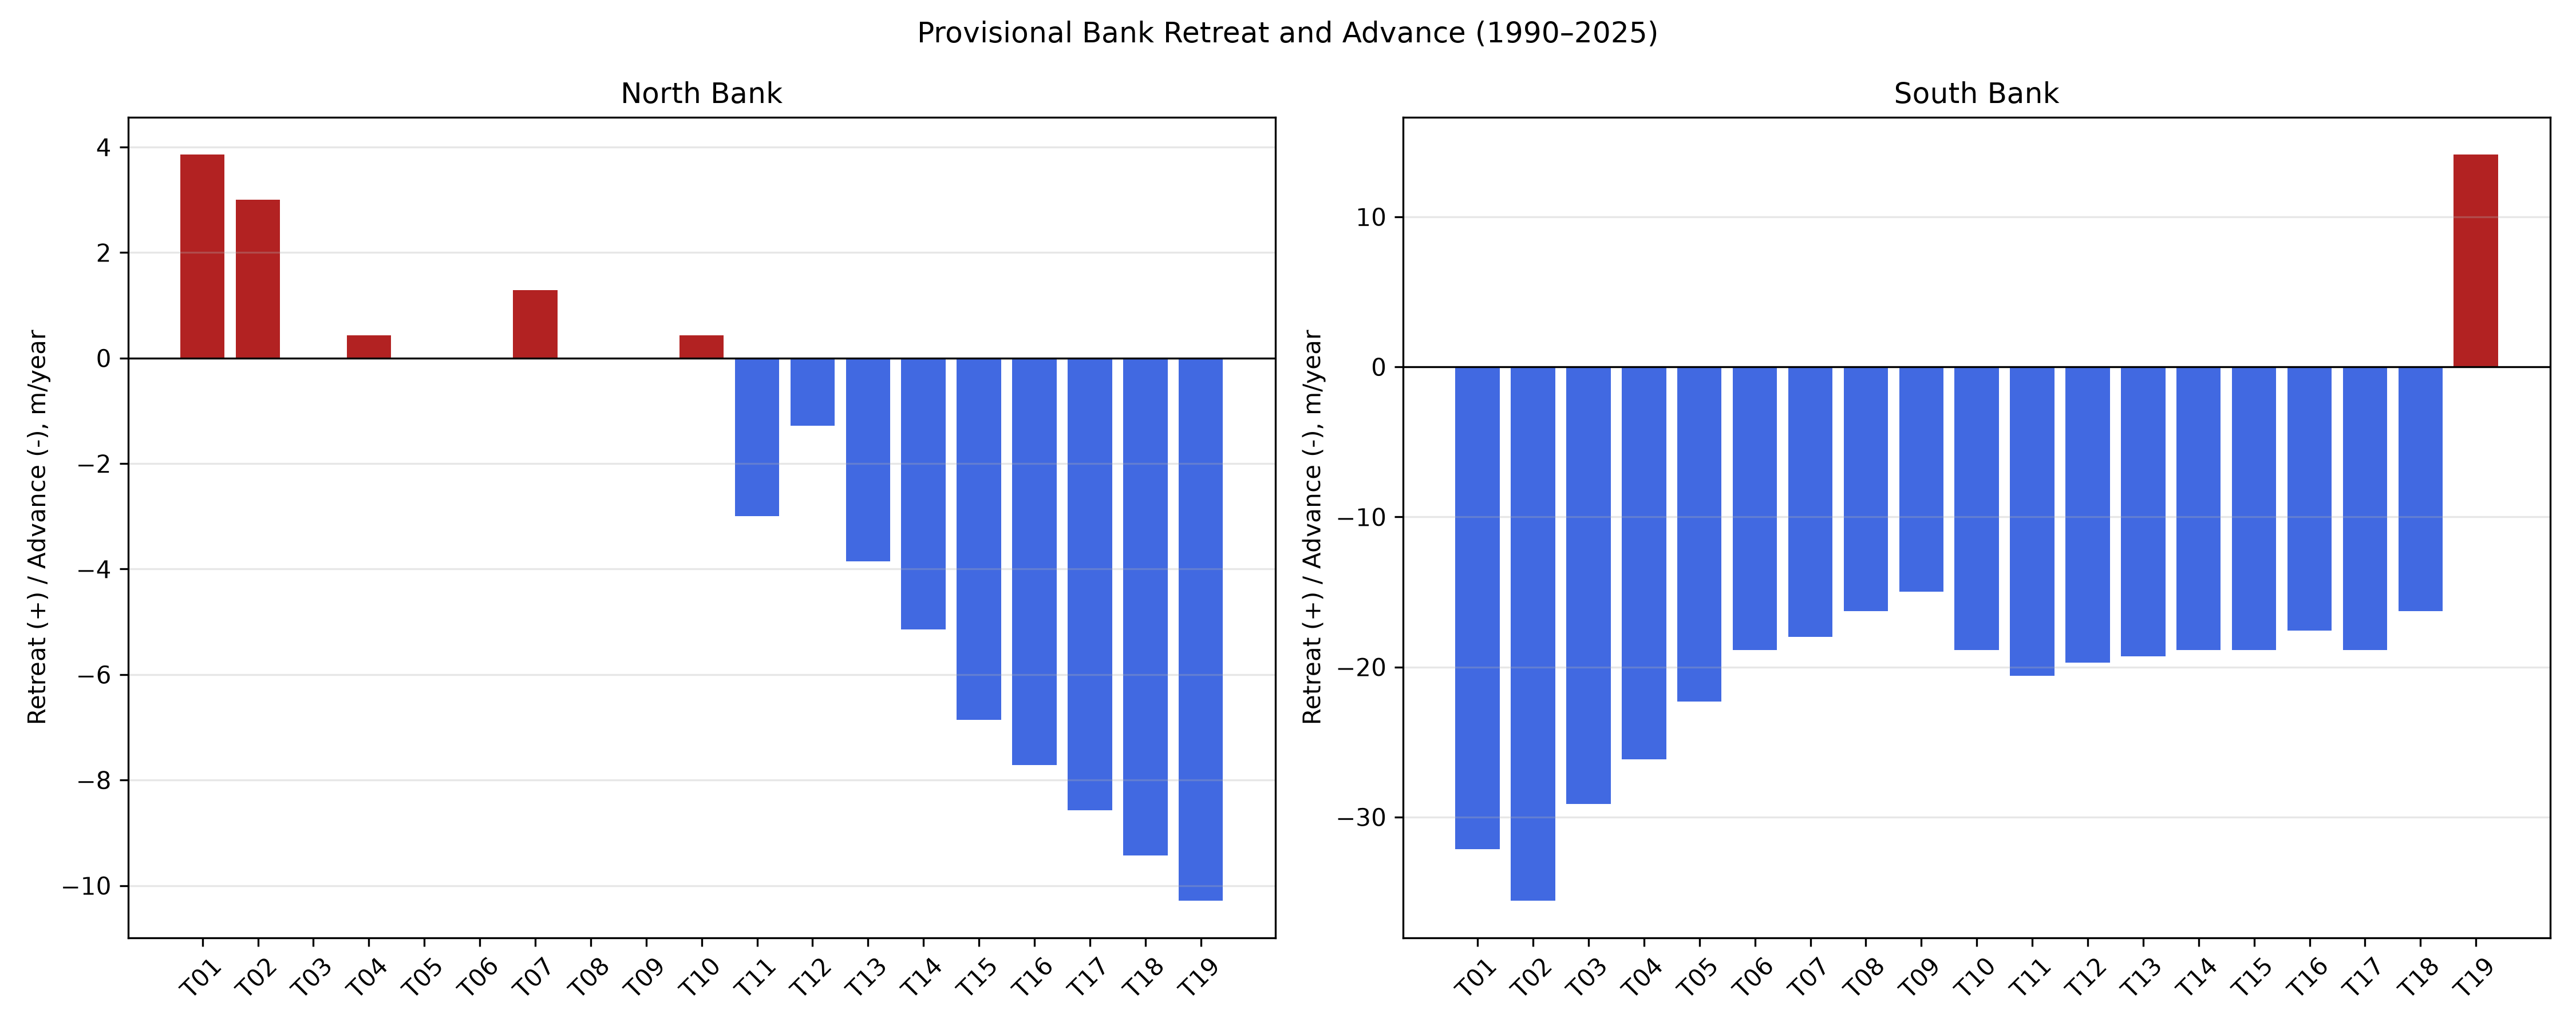 Provisional Bank Retreat and Advance (1990–2025)
North Bank
Retreat (+) / Advance (-), m/year
4
2
0
−2
−4
−6
−8
−10
T01 T02 T03 T04 T05 T06 T07 T08 T09 T10 T11 T12 T13 T14 T15 T16 T17 T18 T19
South Bank
Retreat (+) / Advance (-), m/year
10
0
−10
−20
−30
T01 T02 T03 T04 T05 T06 T07 T08 T09 T10 T11 T12 T13 T14 T15 T16 T17 T18 T19